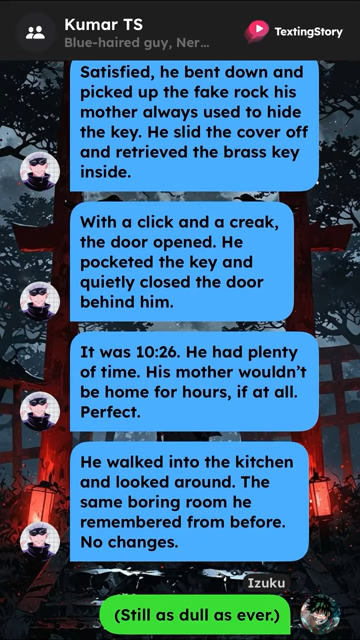 Kumar TS
Blue-haired guy, Ner...
TextingStory
Satisfied, he bent down and
picked up the fake rock his
mother always used to hide
the key. He slid the cover off
and retrieved the brass key
inside.
With a click and a creak,
the door opened. He
pocketed the key and
quietly closed the door
behind him.
It was 10:26. He had plenty
of time. His mother wouldn’t
be home for hours, if at all.
Perfect.
He walked into the kitchen
and looked around. The
same boring room he
remembered from before.
No changes.
Izuku
(Still as dull as ever.)